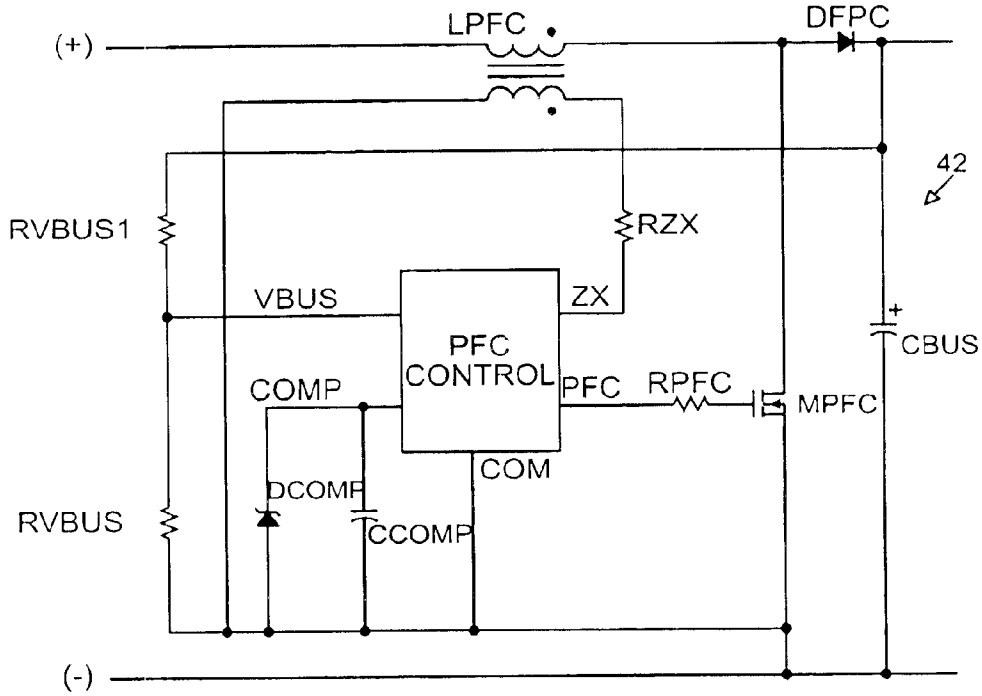 LPFC
DFPC
(+)
42
RVBUS1
RZX
VBUS
ZX
+
CBUS
PFC
CONTROL
COMP
PFC
RPFC
MPFC
COM
DCOMP
RVBUS
CCOMP
(-)